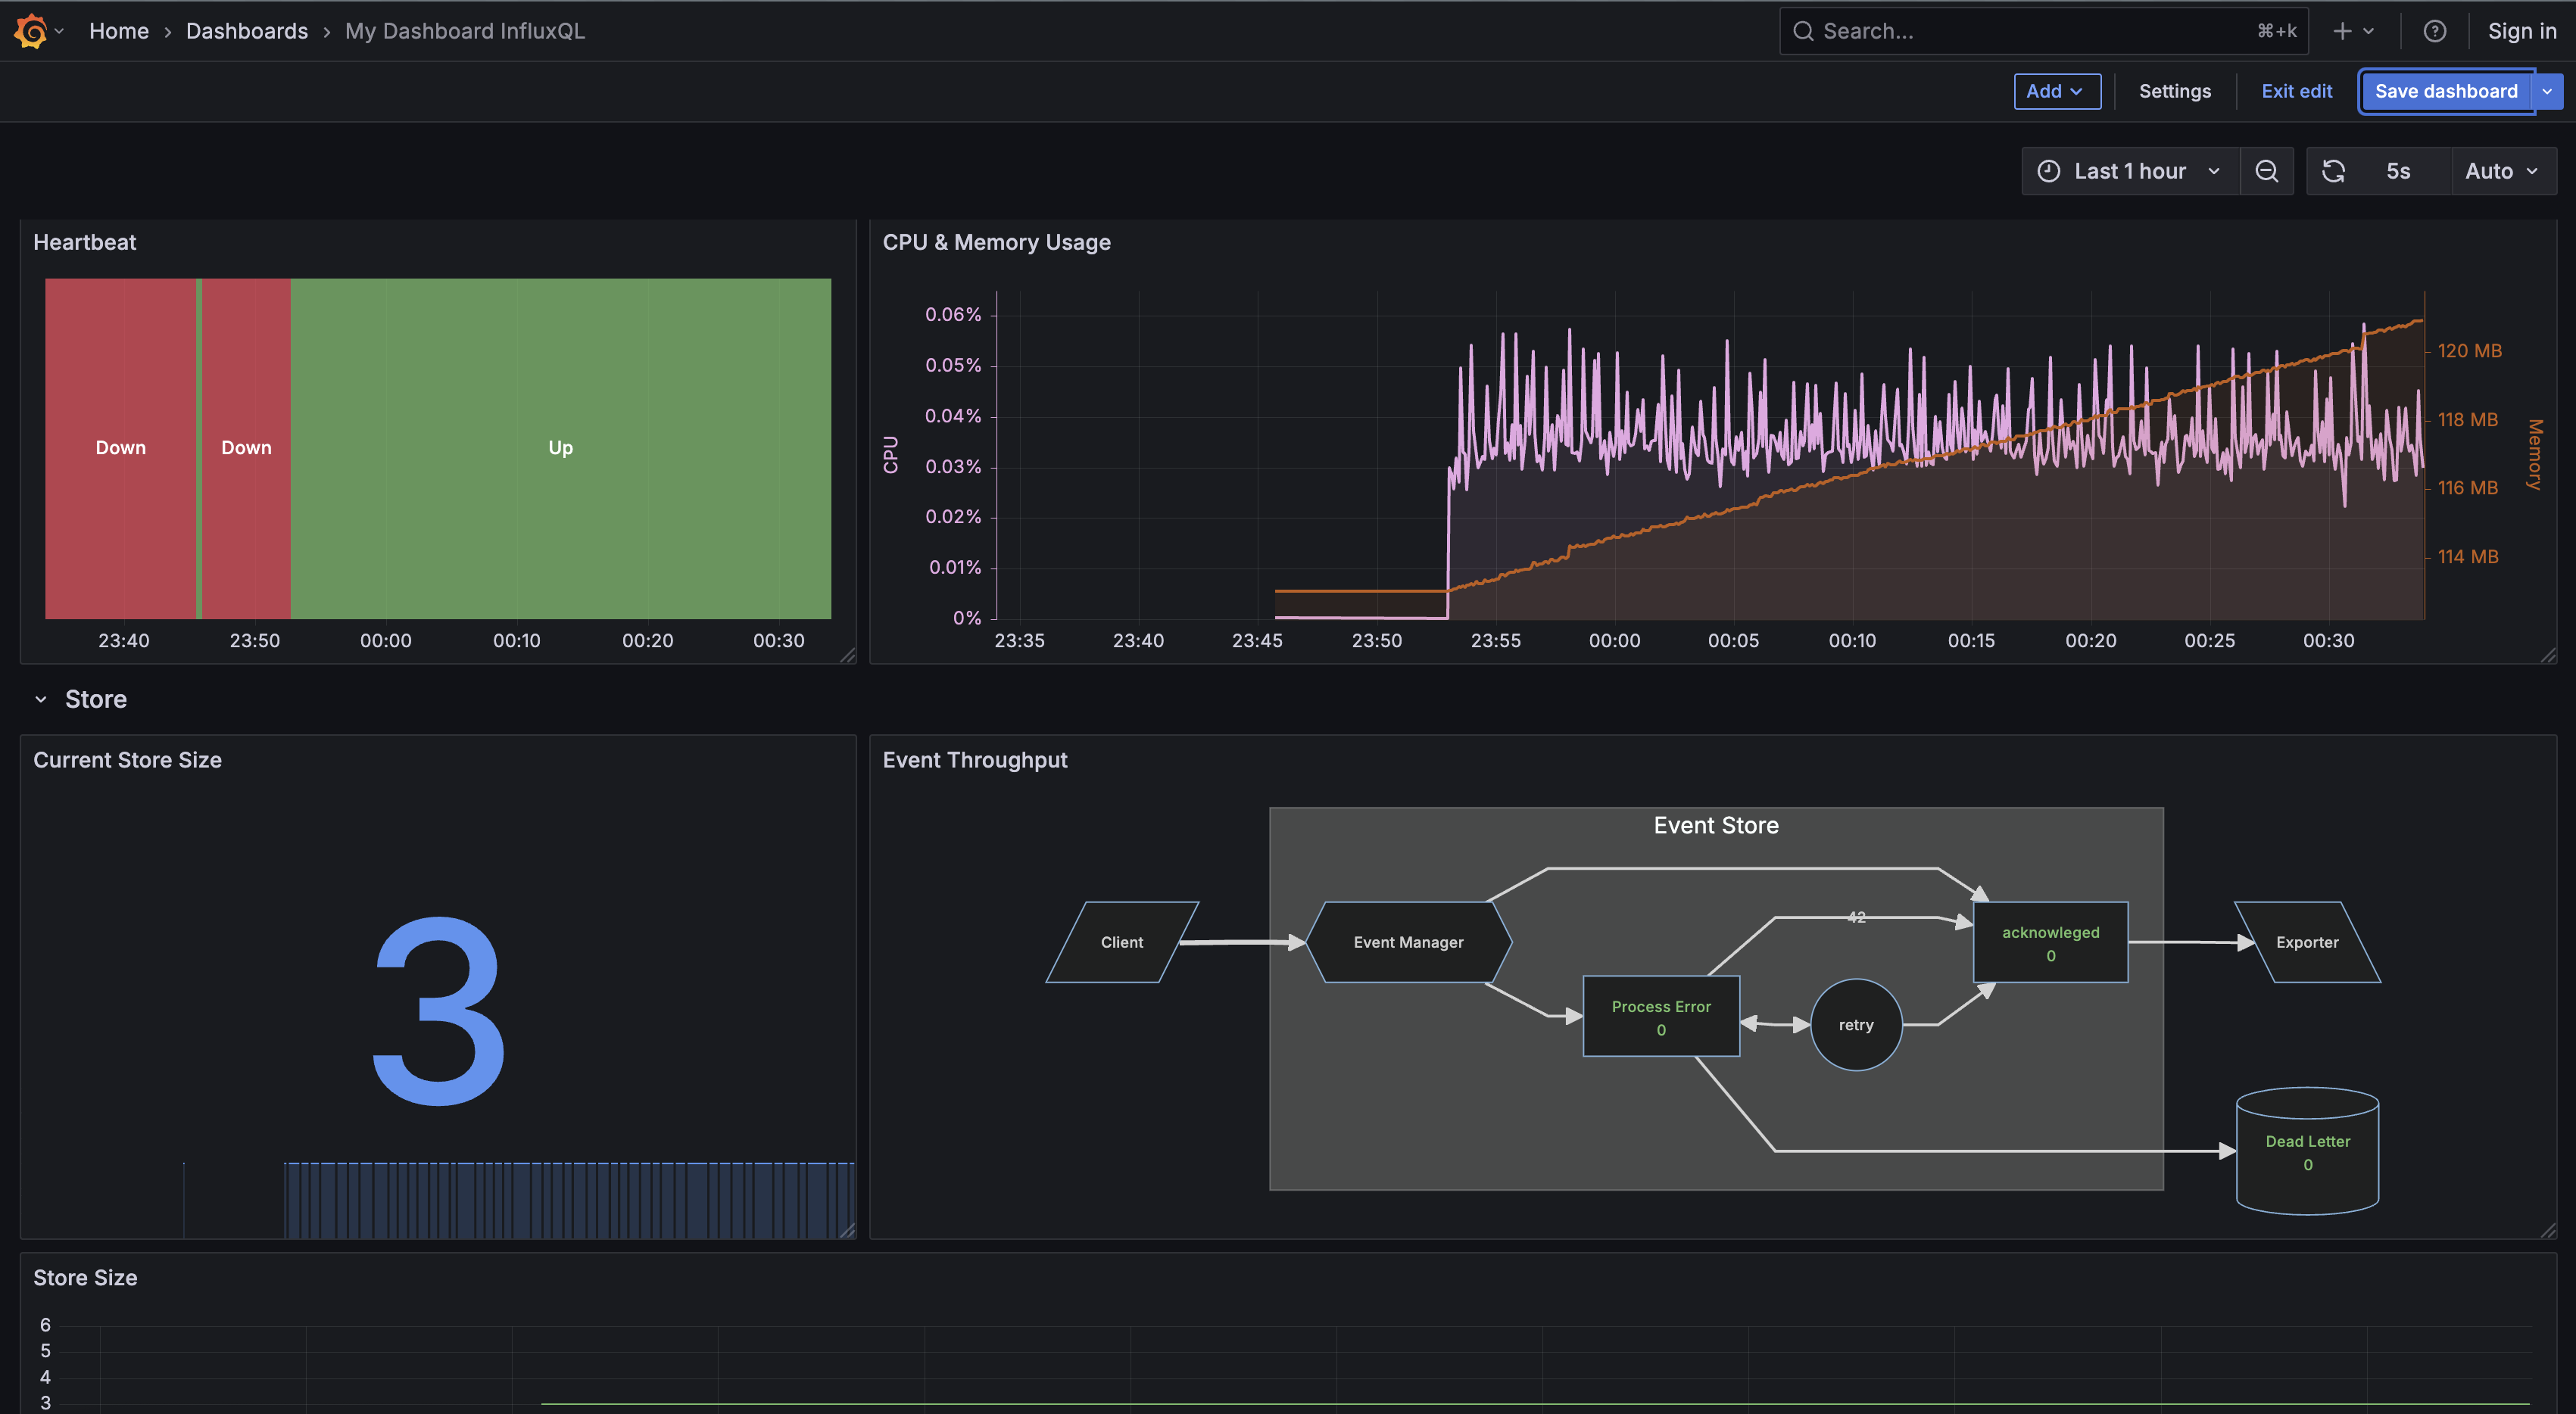 Home › Dashboards › My Dashboard InfluxQL
Search... ⌘+k
Sign in
Add
Settings
Exit edit
Save dashboard
Last 1 hour
5s
Auto
Heartbeat
Down
Down
Up
23:40 23:50 00:00 00:10 00:20 00:30
CPU & Memory Usage
0.06%
0.05%
0.04%
0.03%
0.02%
0.01%
0%
CPU
120 MB
118 MB
116 MB
114 MB
Memory
23:35 23:40 23:45 23:50 23:55 00:00 00:05 00:10 00:15 00:20 00:25 00:30
Store
Current Store Size
3
Event Throughput
Event Store
Client
Event Manager
42
acknowleged
0
Exporter
Process Error
0
retry
Dead Letter
0
Store Size
6
5
4
3